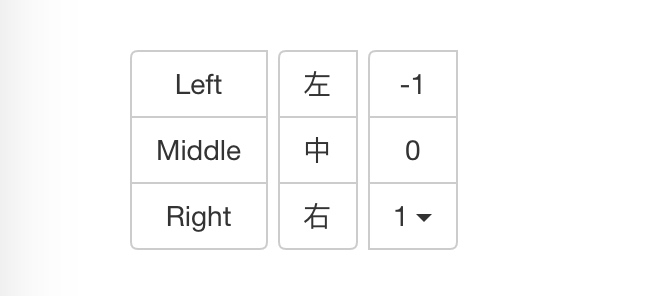 Left 左 -1
Middle 中 0
Right 右 1